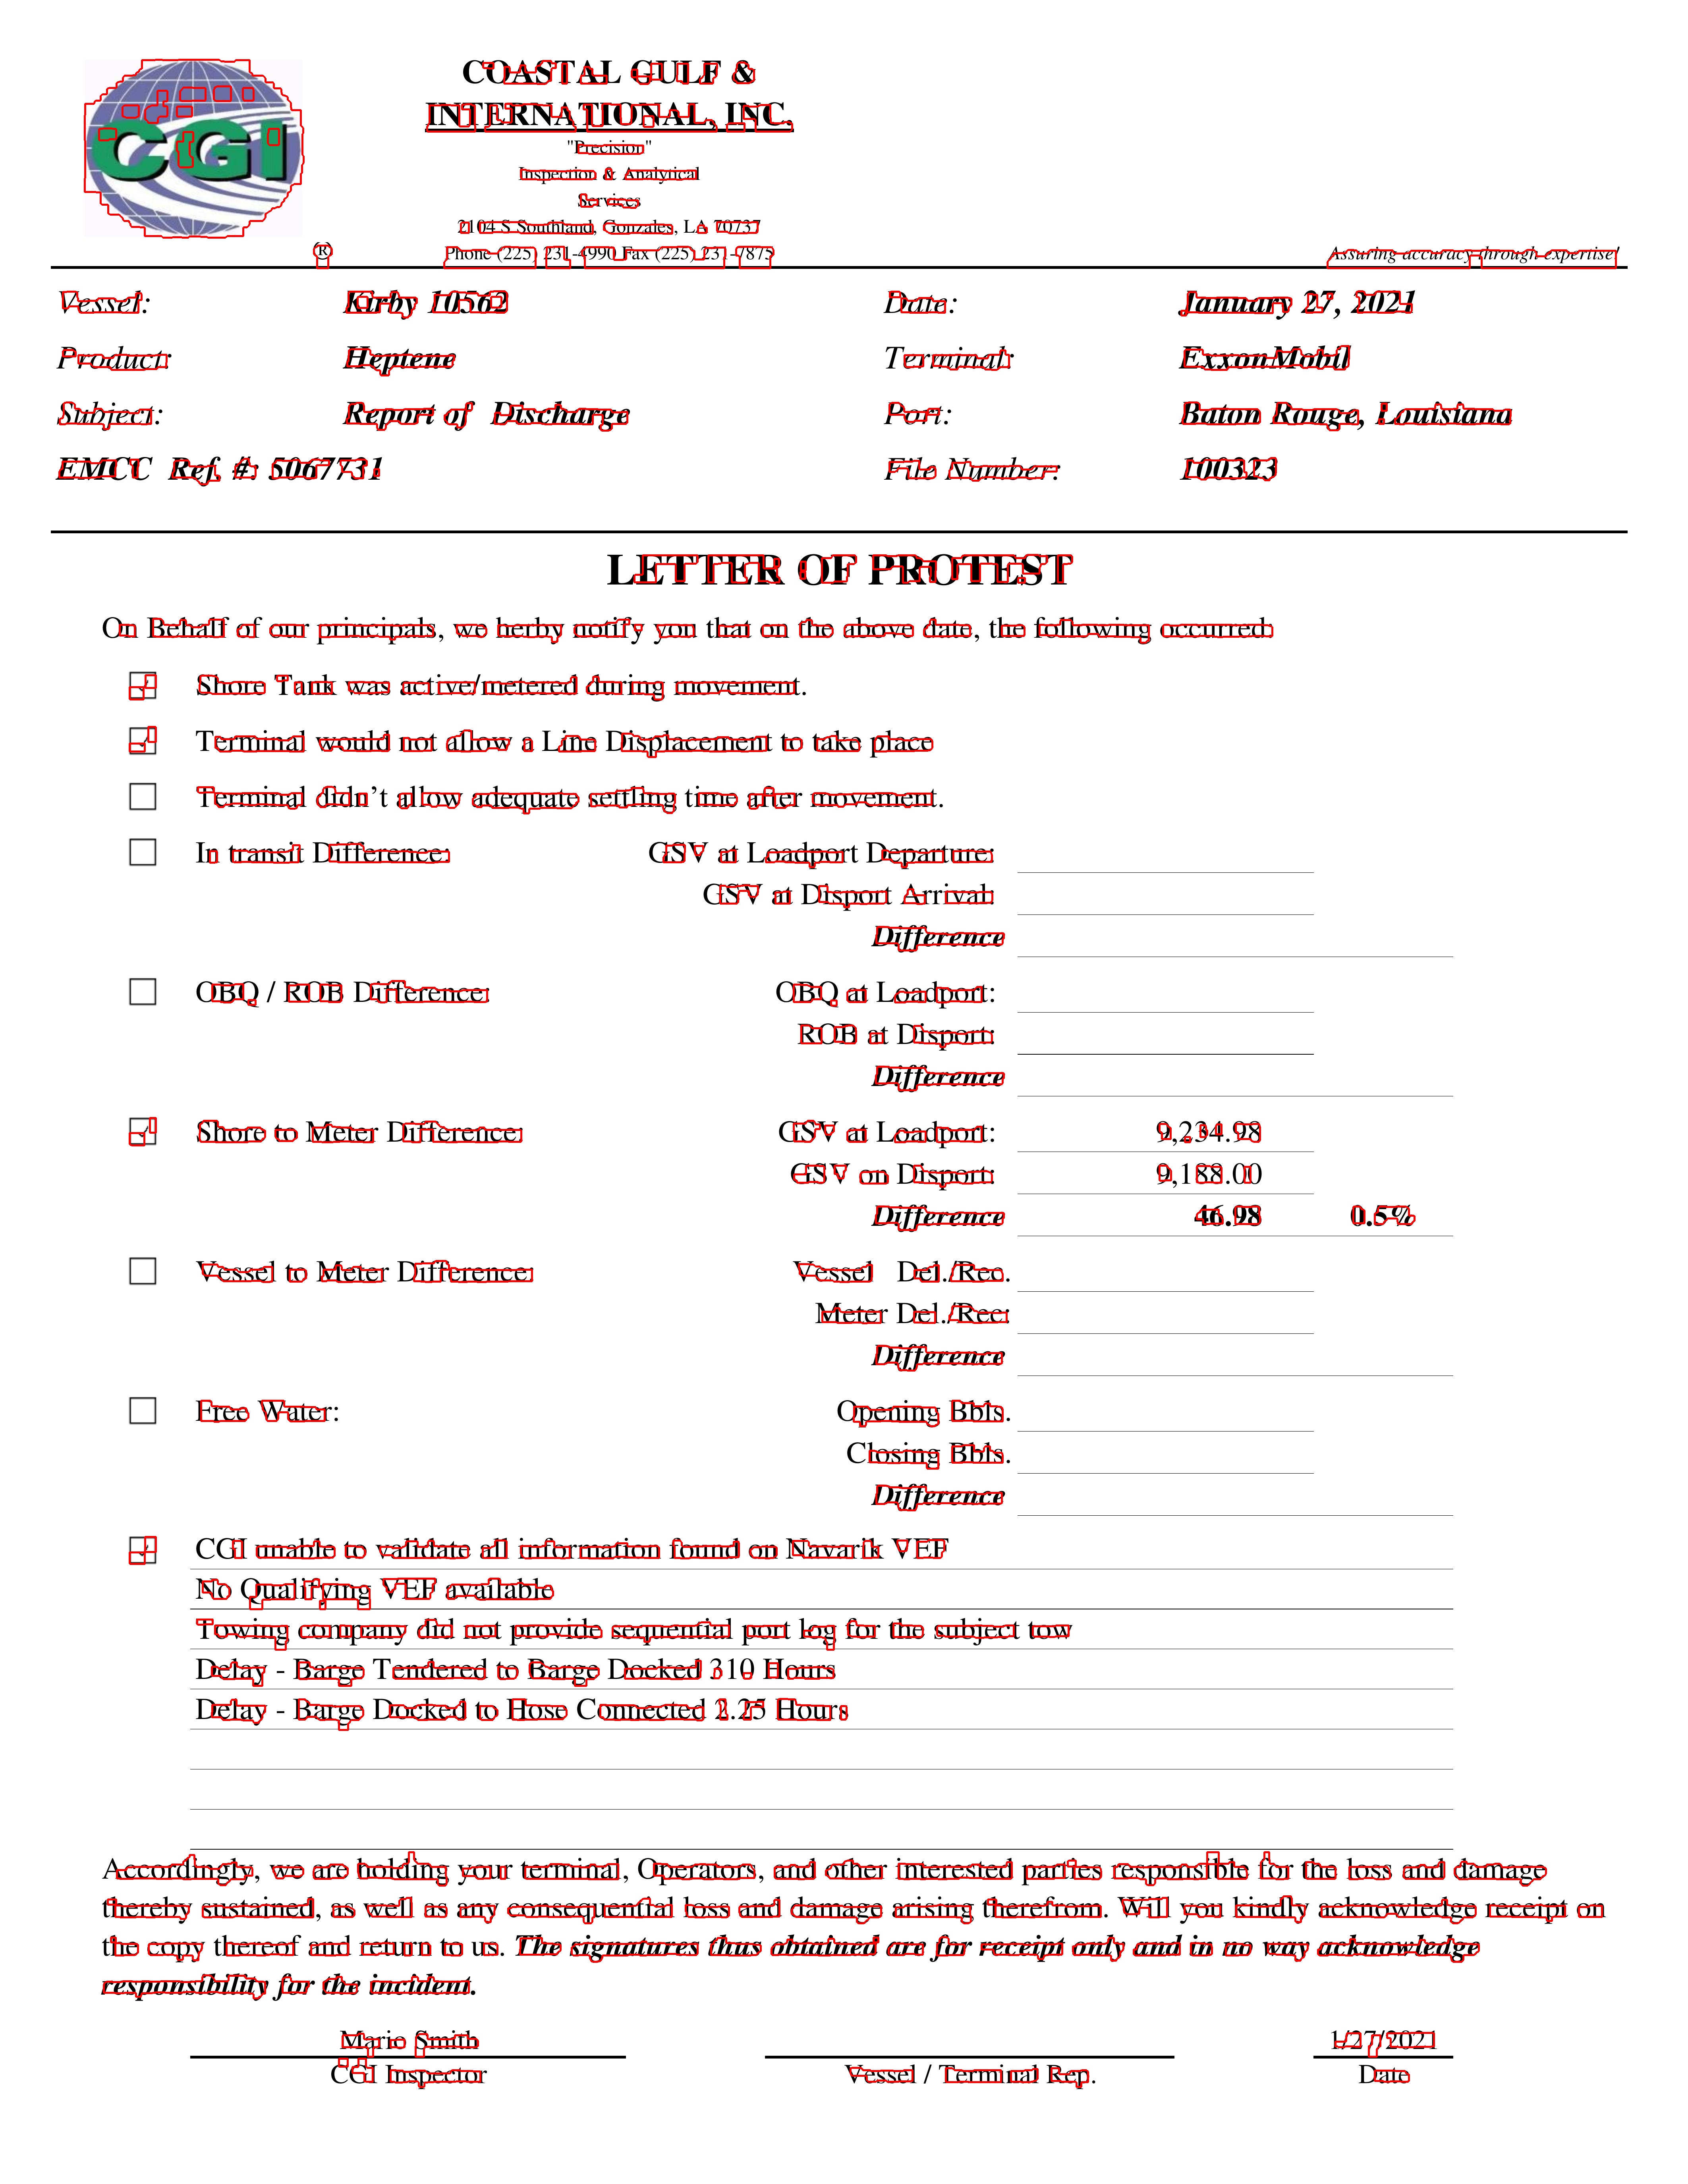 COASTAL GULF &
INTERNATIONAL, INC.
"Precision"
Inspection & Analytical
Services
2104 S Southland, Gonzales, LA 70737
CGI
(R)
Phone (225) 231-4990 Fax (225) 231-7875
Assuring accuracy through expertise!
Vessel: Kirby 10562 Date: January 27, 2021
Product: Heptene Terminal: ExxonMobil
Subject: Report of Discharge Port: Baton Rouge, Louisiana
EMCC Ref. #: 5067731 File Number: 100323
LETTER OF PROTEST
On Behalf of our principals, we herby notify you that on the above date, the following occurred:
Shore Tank was active/metered during movement.
Terminal would not allow a Line Displacement to take place
Terminal didn't allow adequate settling time after movement.
In transit Difference: GSV at Loadport Departure:
GSV at Disport Arrival:
Difference
OBQ / ROB Difference: OBQ at Loadport:
ROB at Disport:
Difference
Shore to Meter Difference: GSV at Loadport: 9,234.98
GSV on Disport: 9,188.00
Difference 46.98 0.5%
Vessel to Meter Difference: Vessel Del./Rec.
Meter Del./Rec:
Difference
Free Water: Opening Bbls.
Closing Bbls.
Difference
CGI unable to validate all information found on Navarik VEF
No Qualifying VEF available
Towing company did not provide sequential port log for the subject tow
Delay - Barge Tendered to Barge Docked 310 Hours
Delay - Barge Docked to Hose Connected 2.25 Hours
Accordingly, we are holding your terminal, Operators, and other interested parties responsible for the loss and damage
thereby sustained, as well as any consequential loss and damage arising therefrom. Will you kindly acknowledge receipt on
the copy thereof and return to us. The signatures thus obtained are for receipt only and in no way acknowledge
responsibility for the incident.
Mario Smith 1/27/2021
CGI Inspector Vessel / Terminal Rep. Date